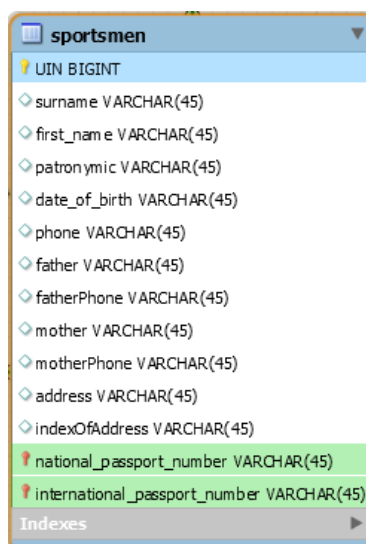 sportsmen
UIN BIGINT
surname VARCHAR(45)
first_name VARCHAR(45)
patronymic VARCHAR(45)
date_of_birth VARCHAR(45)
phone VARCHAR(45)
father VARCHAR(45)
fatherPhone VARCHAR(45)
mother VARCHAR(45)
motherPhone VARCHAR(45)
address VARCHAR(45)
indexOfAddress VARCHAR(45)
national_passport_number VARCHAR(45)
international_passport_number VARCHAR(45)
Indexes